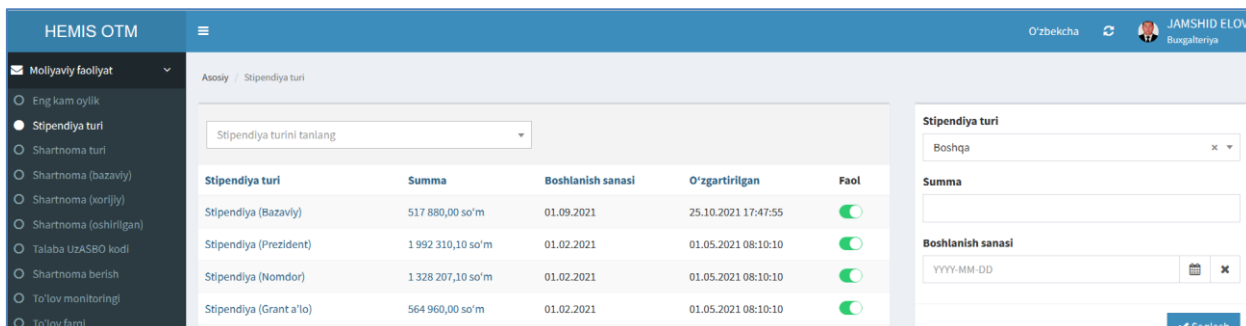 HEMIS OTM
O'zbekcha
JAMSHID ELOV
Buxgalteriya
Moliyaviy faoliyat
Eng kam oylik
Stipendiya turi
Shartnoma turi
Shartnoma (bazaviy)
Shartnoma (xorijiy)
Shartnoma (oshirilgan)
Talaba UzASBO kodi
Shartnoma berish
To'lov monitoringi
To'lov farqi
Asosiy / Stipendiya turi
Stipendiya turini tanlang
Stipendiya turi Summa Boshlanish sanasi O'zgartirilgan Faol
Stipendiya (Bazaviy) 517 880,00 so'm 01.09.2021 25.10.2021 17:47:55
Stipendiya (Prezident) 1 992 310,10 so'm 01.02.2021 01.05.2021 08:10:10
Stipendiya (Nomdor) 1 328 207,10 so'm 01.02.2021 01.05.2021 08:10:10
Stipendiya (Grant a'lo) 564 960,00 so'm 01.02.2021 01.05.2021 08:10:10
Stipendiya turi
Boshqa
Summa
Boshlanish sanasi
YYYY-MM-DD
Saqlash